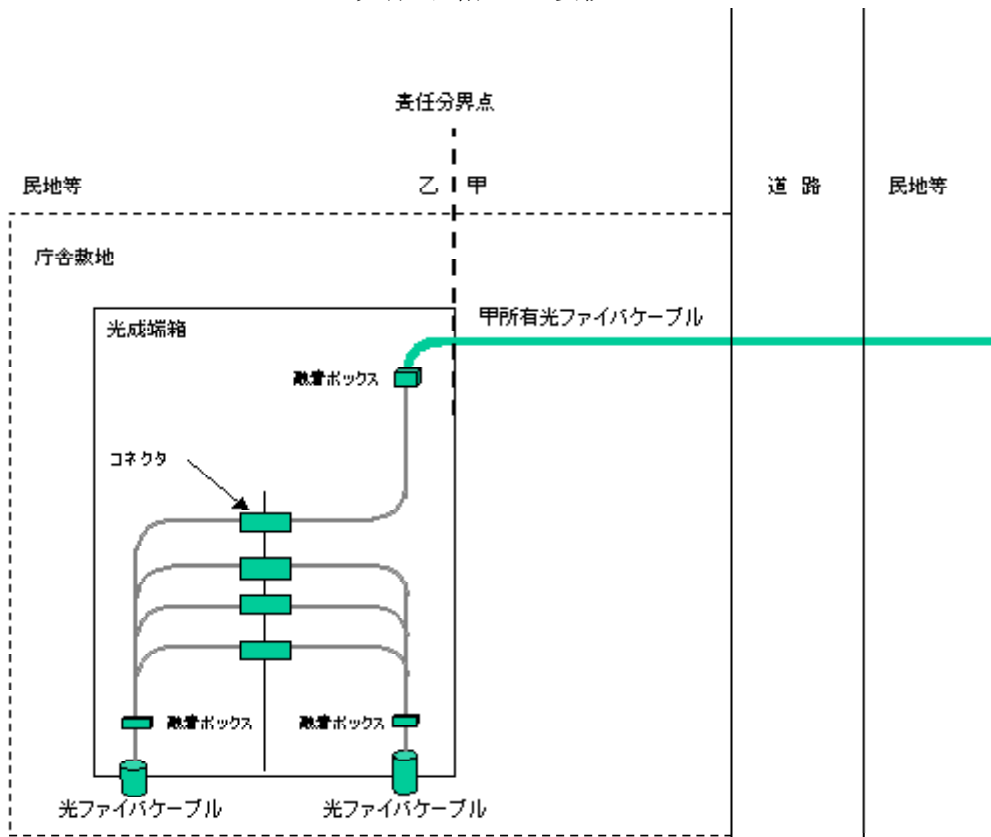 責任分界点
民地等
乙
甲
道 路
民地等
庁舎敷地
光成端箱
甲所有光ファイバケーブル
融着ボックス
コネクタ
融着ボックス
融着ボックス
光ファイバケーブル
光ファイバケーブル